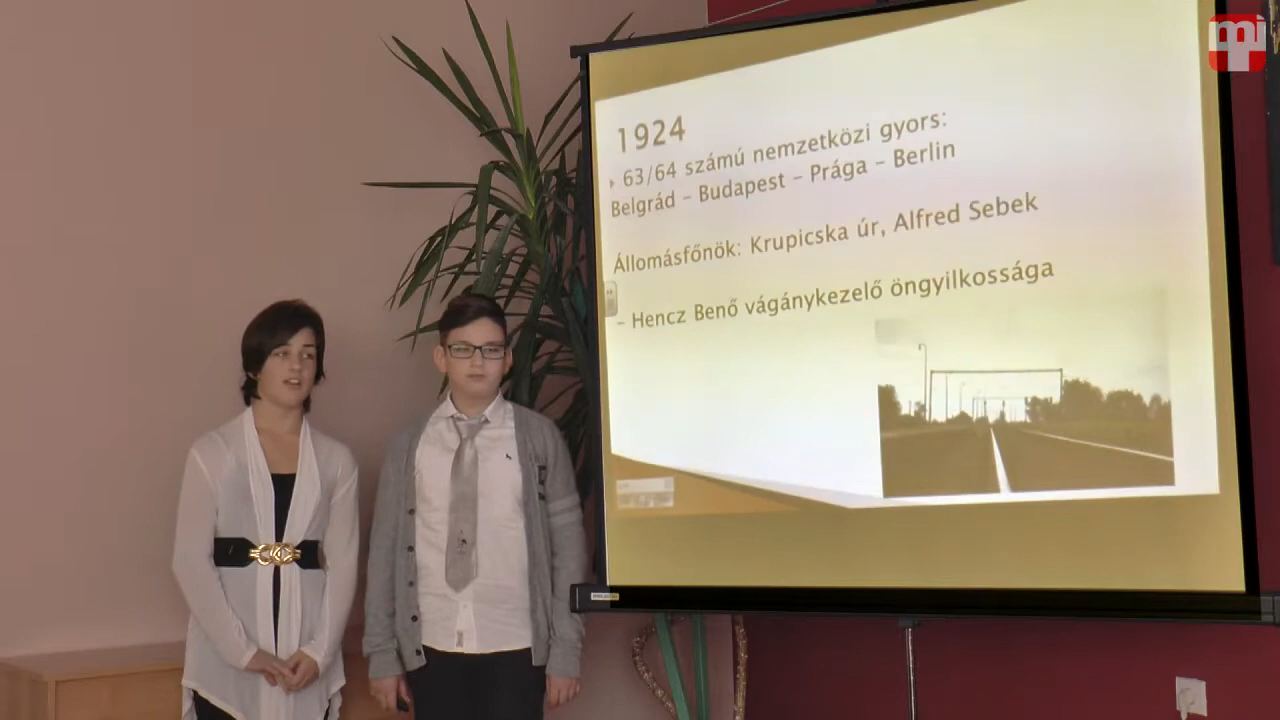 1924
63/64 számú nemzetközi gyors:
Belgrád – Budapest – Prága – Berlin
Állomásfőnök: Krupicska úr, Alfred Sebek
– Hencz Benő vágánykezelő öngyilkossága